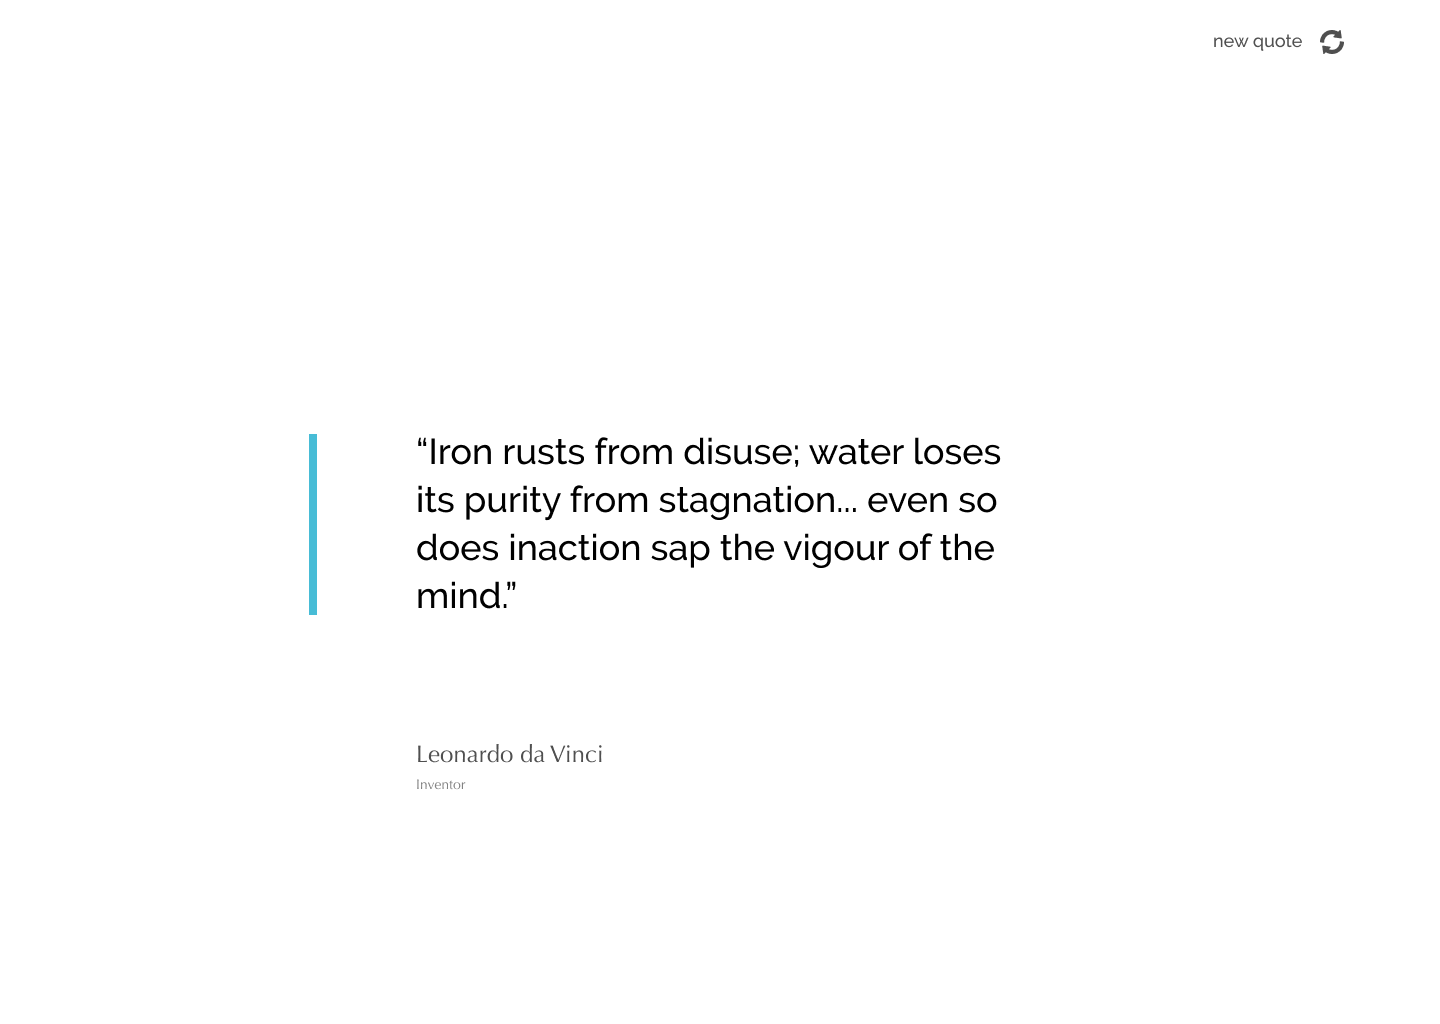 new quote
“Iron rusts from disuse; water loses
its purity from stagnation... even so
does inaction sap the vigour of the
mind.”
Leonardo da Vinci
Inventor